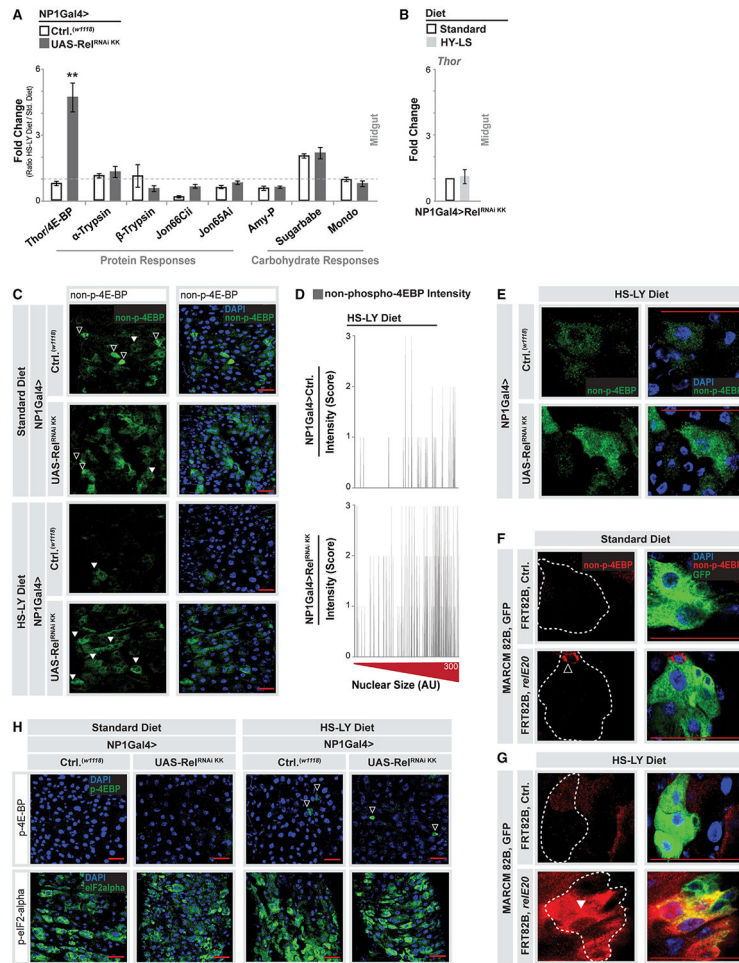 A
NP1Gal4>
Ctrl.(w1118)
UAS-RelRNAi KK
Fold Change
(Ratio HS-LY Diet / Std. Diet)
6
3
0
**
Midgut
Thor/4E-BP
α-Trypsin
β-Trypsin
Jon66Cii
Jon65Ai
Amy-P
Sugarbabe
Mondo
Protein Responses
Carbohydrate Responses
B
Diet
Standard
HY-LS
Thor
Fold Change
6
3
0
Midgut
NP1Gal4>RelRNAi KK
C
non-p-4E-BP
non-p-4E-BP
Standard Diet
NP1Gal4>
Ctrl.(w1118)
non-p-4EBP
DAPI
non-p-4EBP
UAS-RelRNAi KK
HS-LY Diet
NP1Gal4>
Ctrl.(w1118)
UAS-RelRNAi KK
D
non-phospho-4EBP Intensity
HS-LY Diet
NP1Gal4>Ctrl.
Intensity (Score)
3
2
1
0
NP1Gal4>RelRNAi KK
Intensity (Score)
3
2
1
0
300
Nuclear Size (AU)
E
HS-LY Diet
NP1Gal4>
Ctrl.(w1118)
non-p-4EBP
DAPI
non-p-4EBP
UAS-RelRNAi KK
F
Standard Diet
MARCM 82B, GFP
FRT82B, Ctrl.
non-p-4EBP
DAPI
non-p-4EBP
GFP
FRT82B, relE20
G
HS-LY Diet
MARCM 82B, GFP
FRT82B, Ctrl.
FRT82B, relE20
H
Standard Diet
HS-LY Diet
NP1Gal4>
NP1Gal4>
Ctrl.(w1118)
UAS-RelRNAi KK
Ctrl.(w1118)
UAS-RelRNAi KK
p-4E-BP
DAPI
p-4EBP
p-eIF2-alpha
DAPI
eIF2alpha